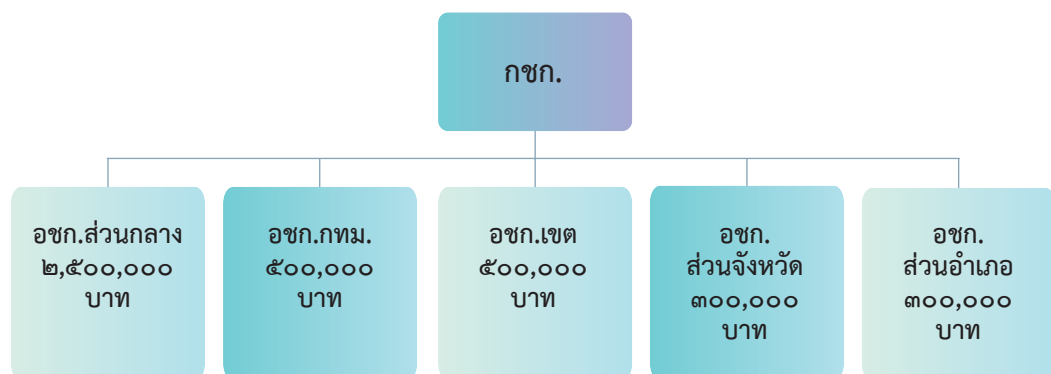 กชก.
อชก.ส่วนกลาง
๒,๕๐๐,๐๐๐
บาท
อชก.กทม.
๕๐๐,๐๐๐
บาท
อชก.เขต
๕๐๐,๐๐๐
บาท
อชก.
ส่วนจังหวัด
๓๐๐,๐๐๐
บาท
อชก.
ส่วนอำเภอ
๓๐๐,๐๐๐
บาท